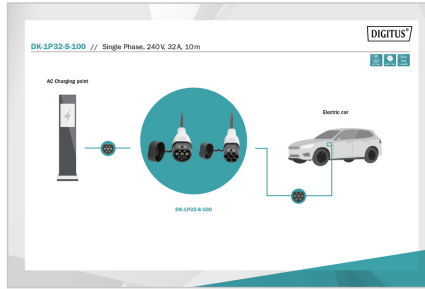 DIGITUS®
DK-1P32-S-100 // Single Phase, 240 V, 32 A, 10 m
AC Charging point
Electric car
DK-1P32-S-100